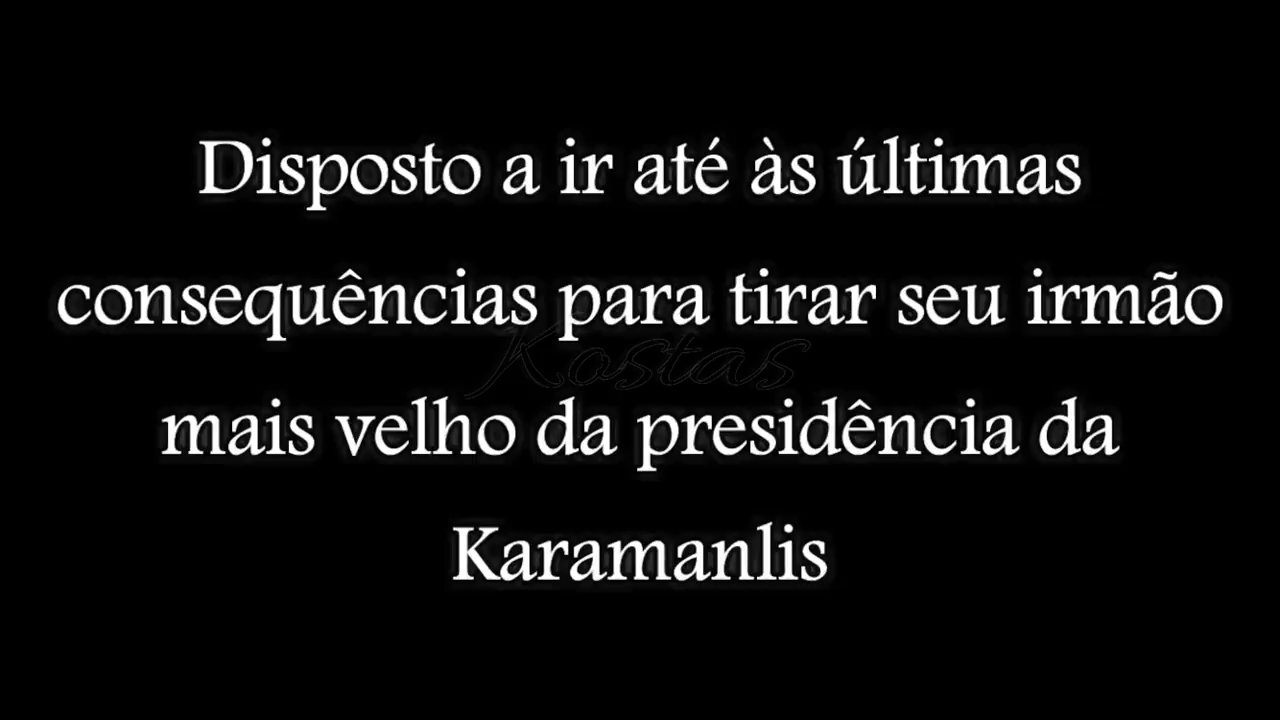 Disposto a ir até às últimas
consequências para tirar seu irmão
Kostas
mais velho da presidência da
Karamanlis